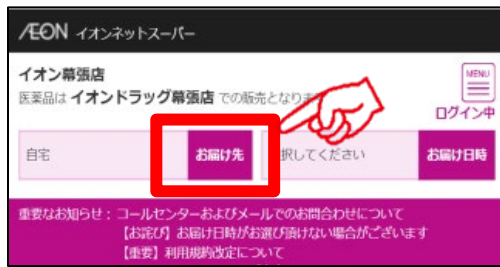 ÆON イオンネットスーパー
イオン幕張店
医薬品は イオンドラッグ幕張店 での販売となりま
MENU
ログイン中
自宅 お届け先 択してください お届け日時
重要なお知らせ： コールセンターおよびメールでのお問合わせについて
【お詫び】お届け日時がお選び頂けない場合がございます
【重要】利用規約改定について